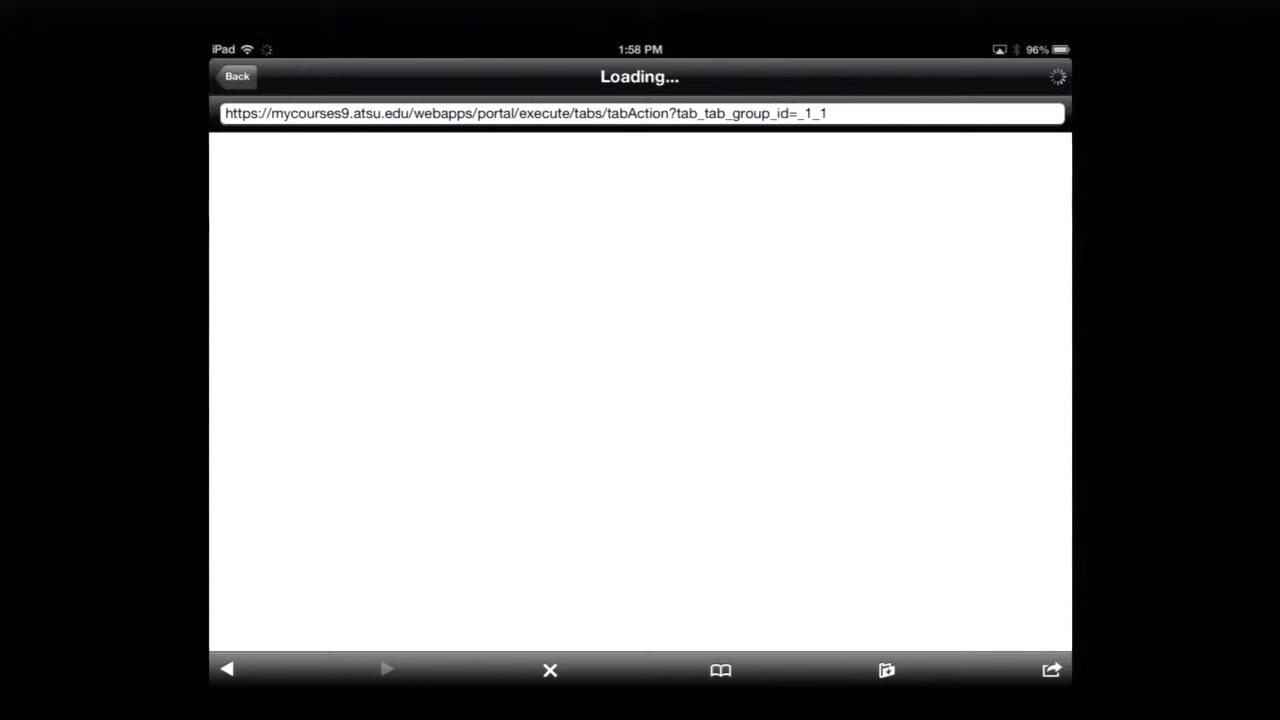 iPad 1:58 PM 96%
Back Loading...
https://mycourses9.atsu.edu/webapps/portal/execute/tabs/tabAction?tab_tab_group_id=_1_1